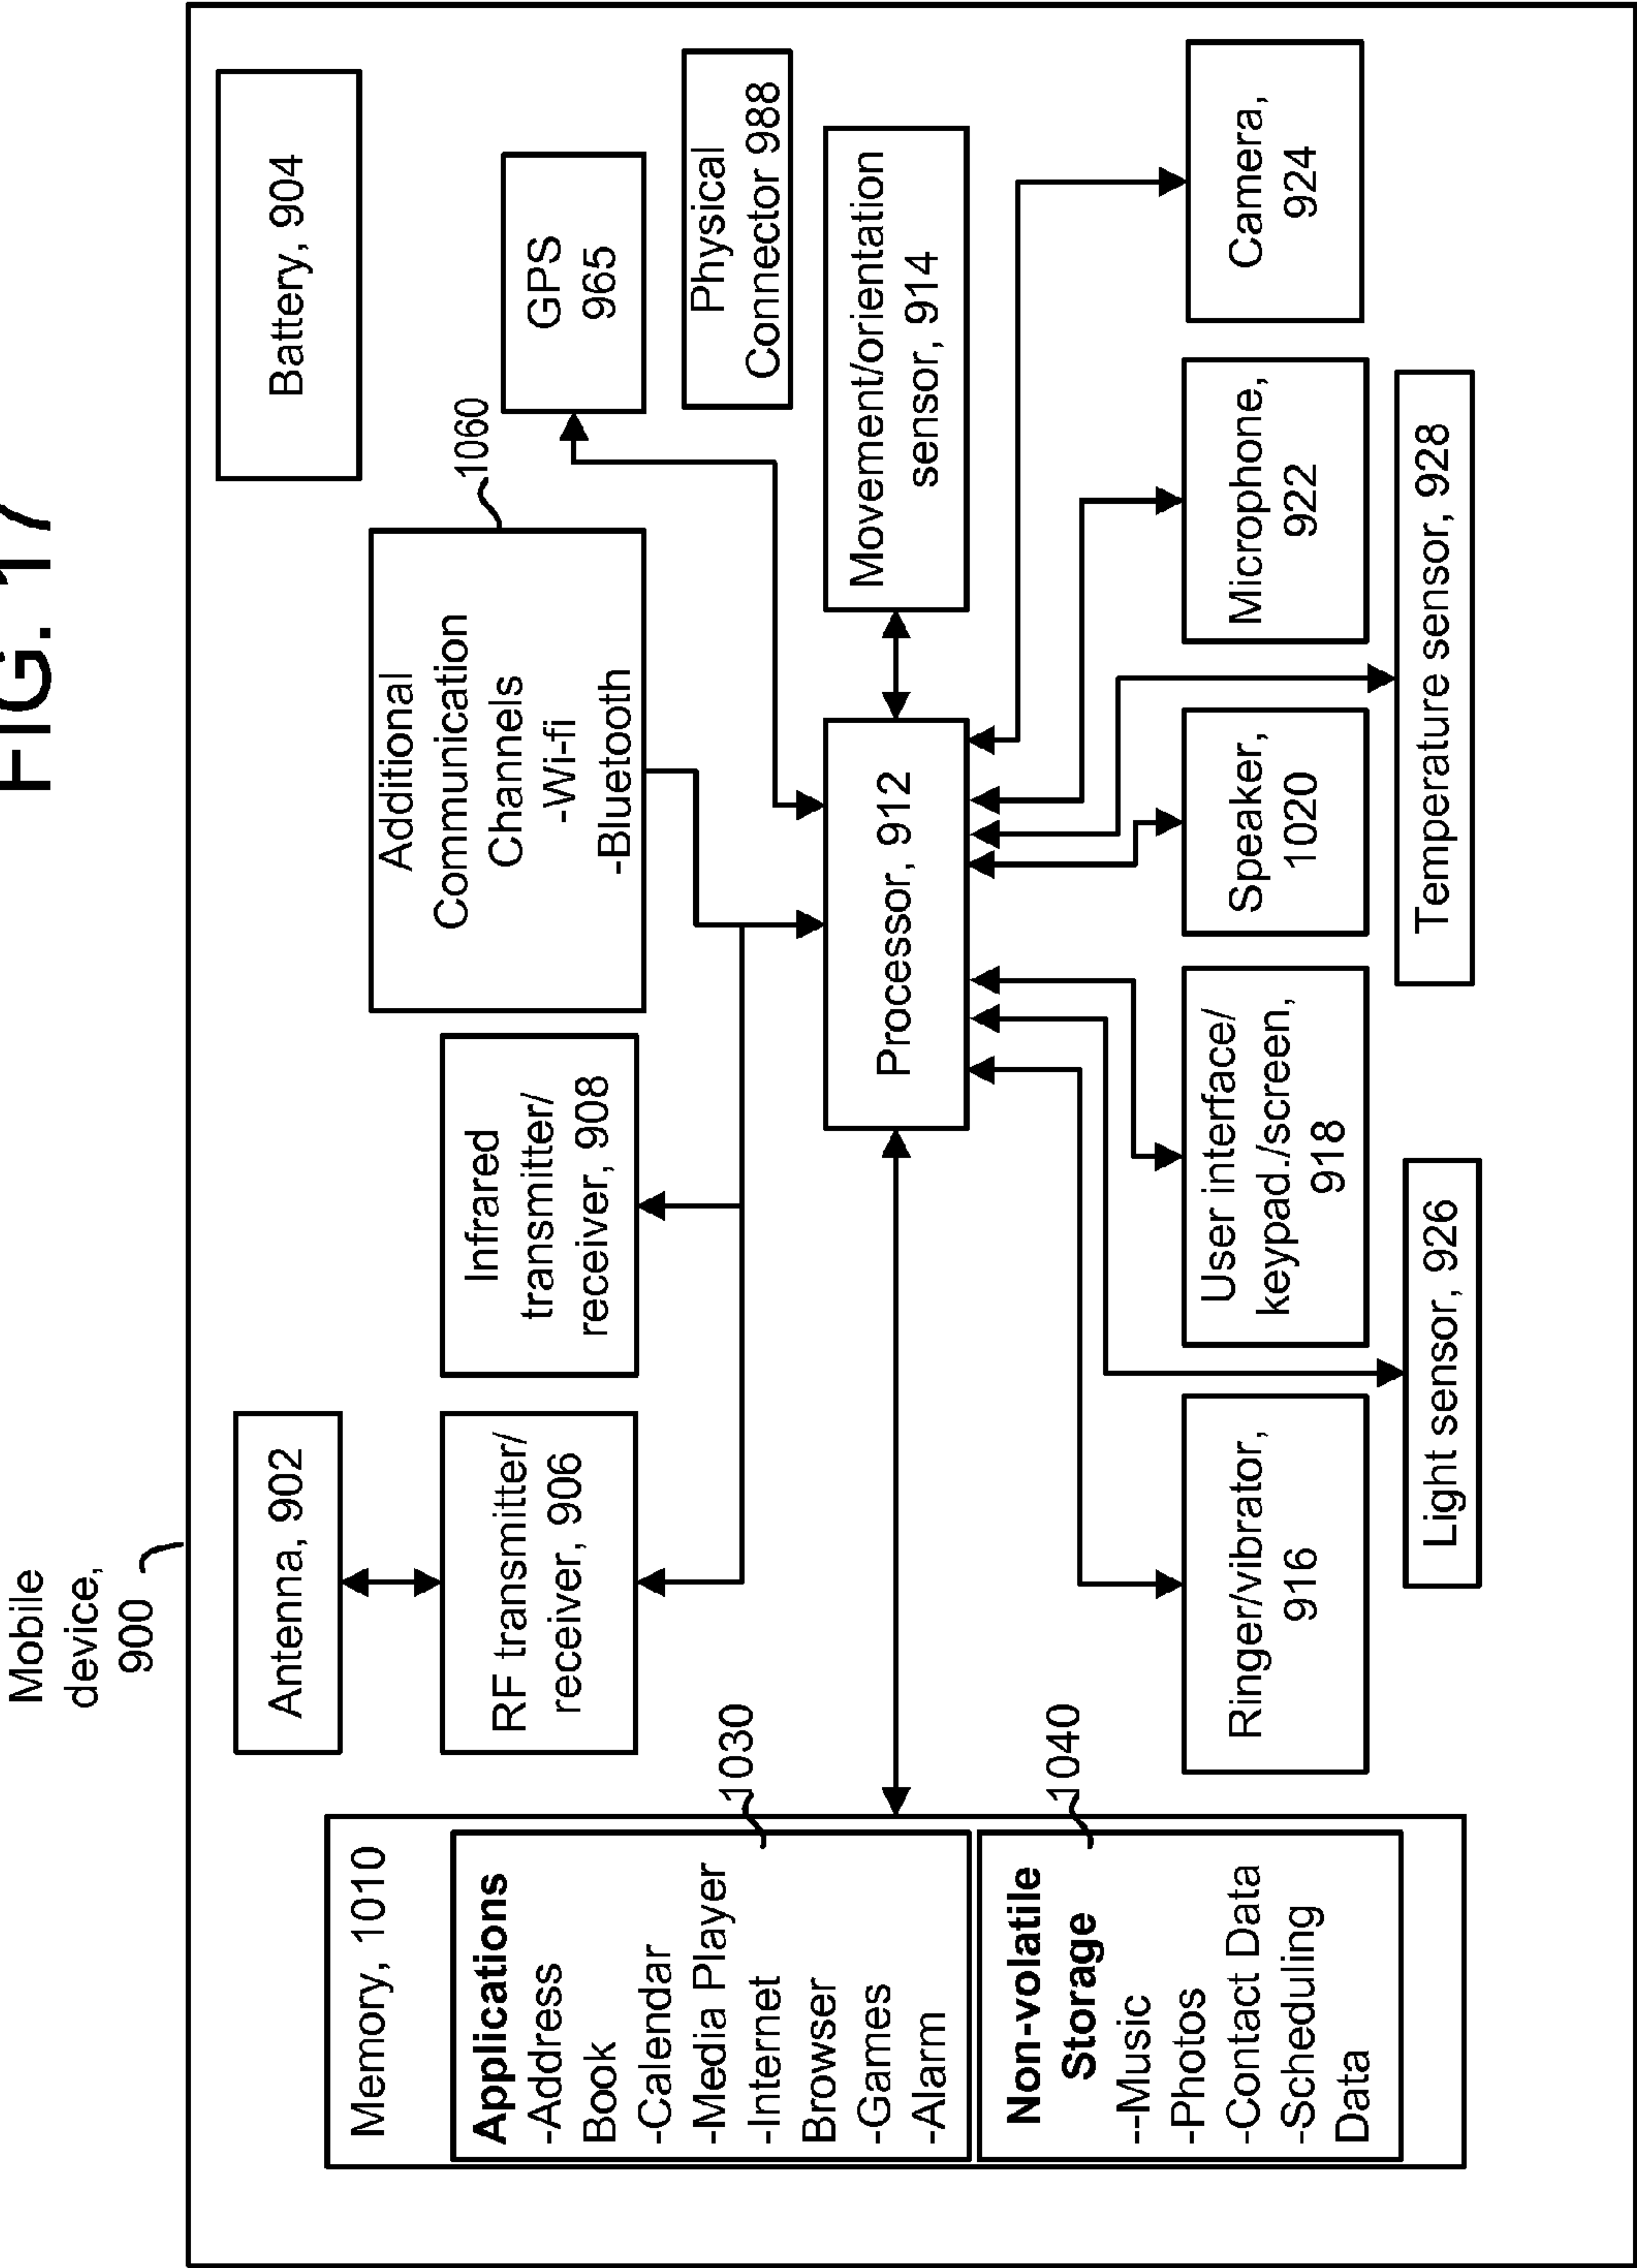 FIG. 17
Mobile
device,
900
Memory, 1010
Applications
-Address
Book
-Calendar
-Media Player
-Internet
Browser
-Games
-Alarm
1030
Non-volatile
Storage
--Music
-Photos
-Contact Data
-Scheduling
Data
1040
Antenna, 902
RF transmitter/
receiver, 906
Infrared
transmitter/
receiver, 908
Additional
Communication
Channels
-Wi-fi
-Bluetooth
1060
Battery, 904
GPS
965
Physical
Connector 988
Processor, 912
Movement/orientation
sensor, 914
Ringer/vibrator,
916
User interface/
keypad./screen,
918
Speaker,
1020
Microphone,
922
Camera,
924
Light sensor, 926
Temperature sensor, 928